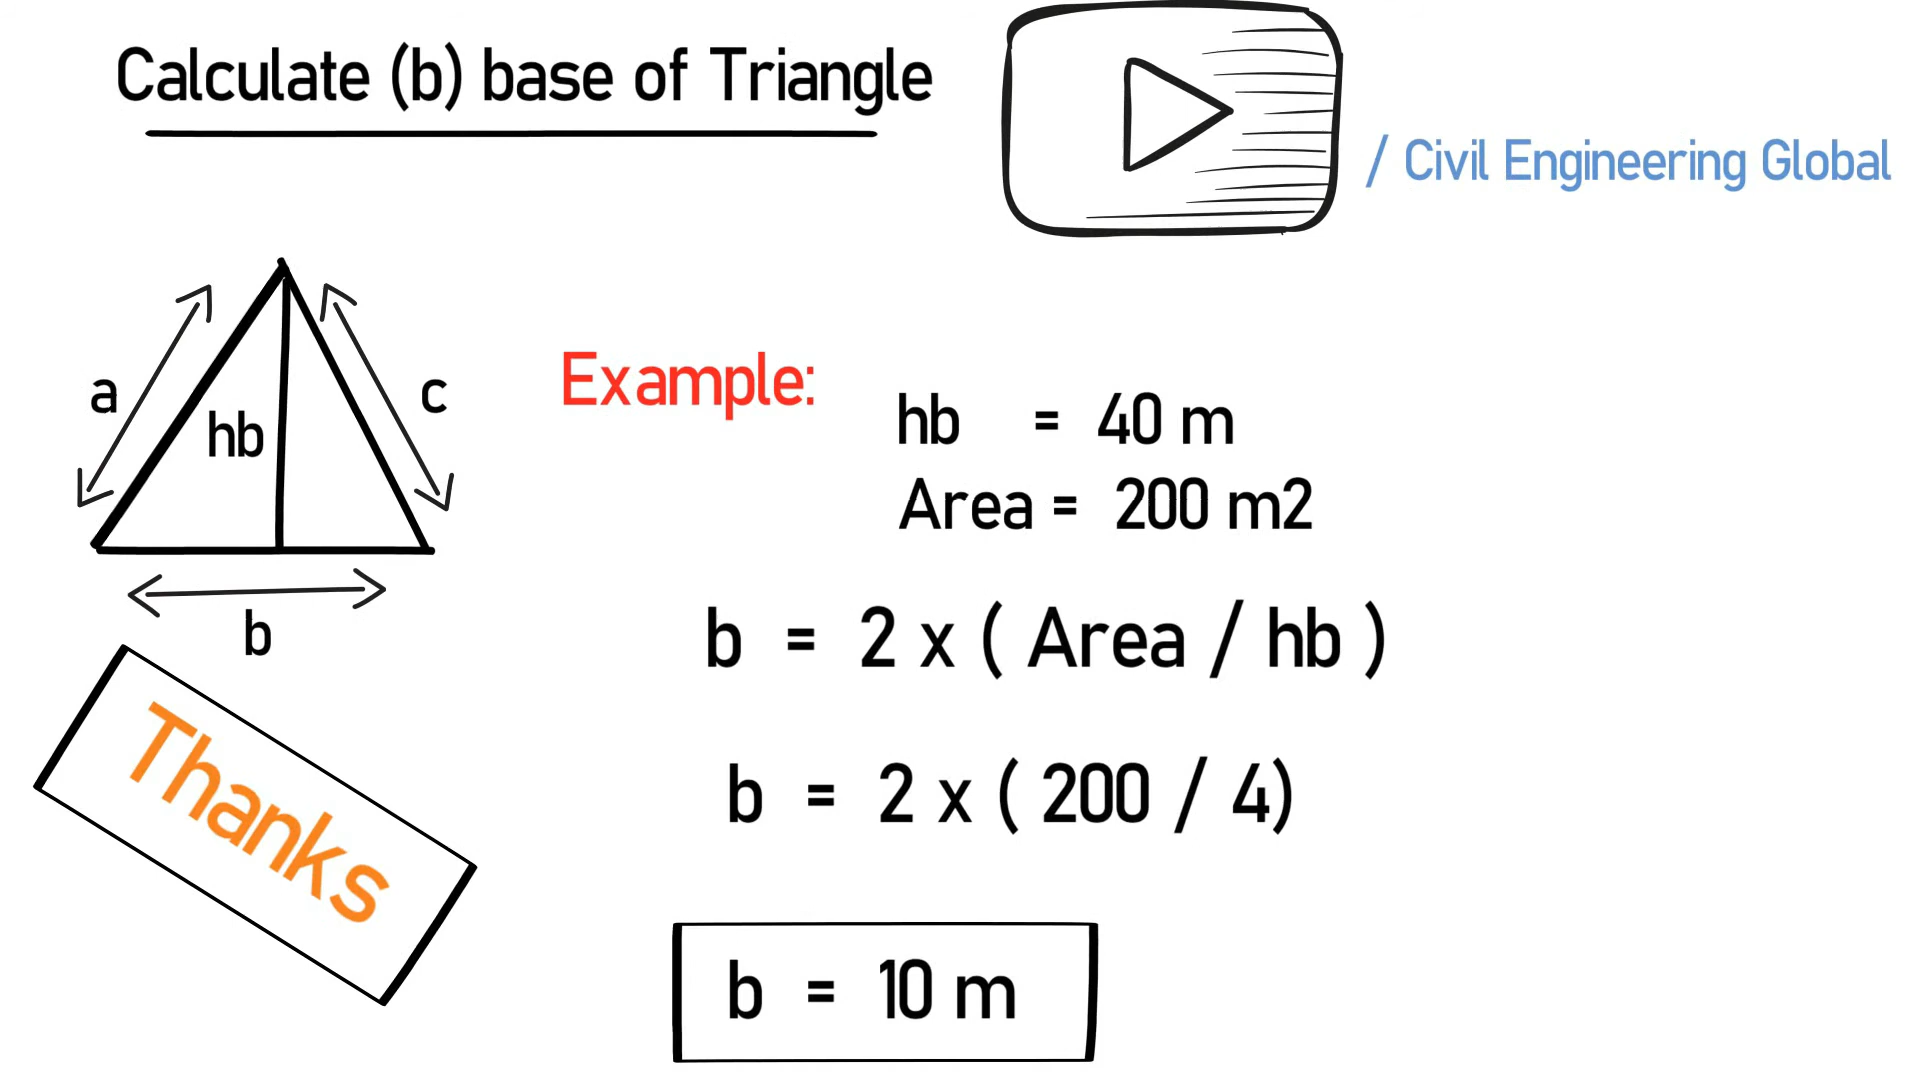 Calculate (b) base of Triangle
/ Civil Engineering Global
a
c
hb
b
Example:
hb = 40 m
Area = 200 m2
b = 2 x ( Area / hb )
b = 2 x ( 200 / 4)
b = 10 m
Thanks